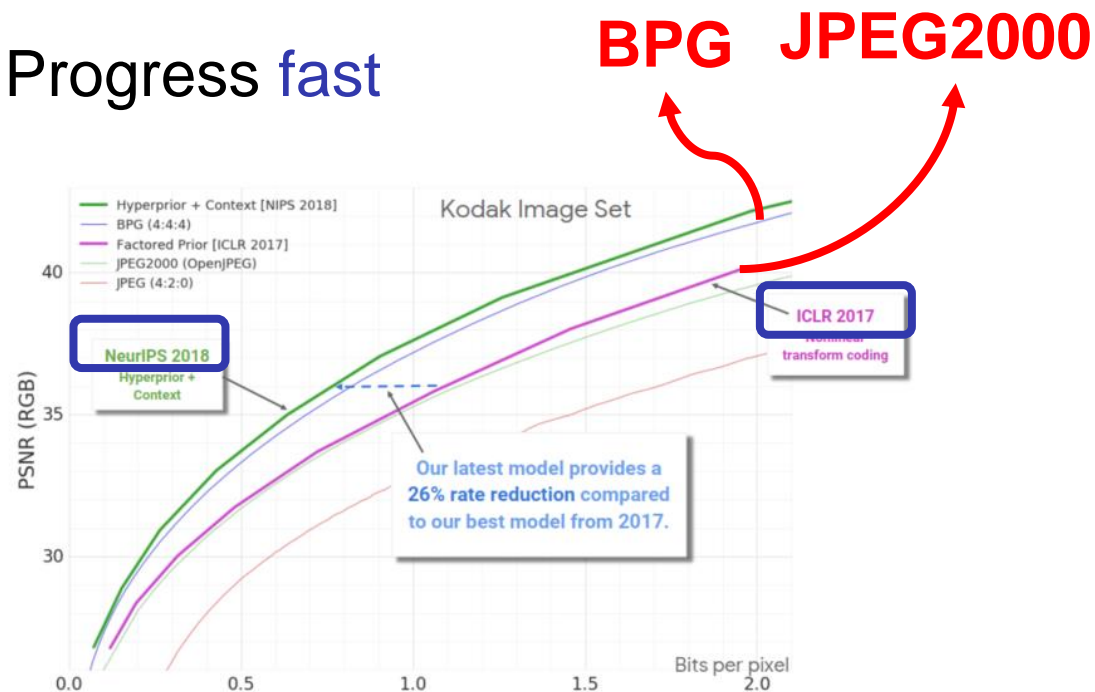 Progress fast
BPG
JPEG2000
Kodak Image Set
Hyperprior + Context [NIPS 2018]
BPG (4:4:4)
Factored Prior [ICLR 2017]
JPEG2000 (OpenJPEG)
JPEG (4:2:0)
NeurIPS 2018
Hyperprior +
Context
ICLR 2017
Nonlinear
transform coding
Our latest model provides a
26% rate reduction compared
to our best model from 2017.
PSNR (RGB)
40
35
30
Bits per pixel
0.0
0.5
1.0
1.5
2.0